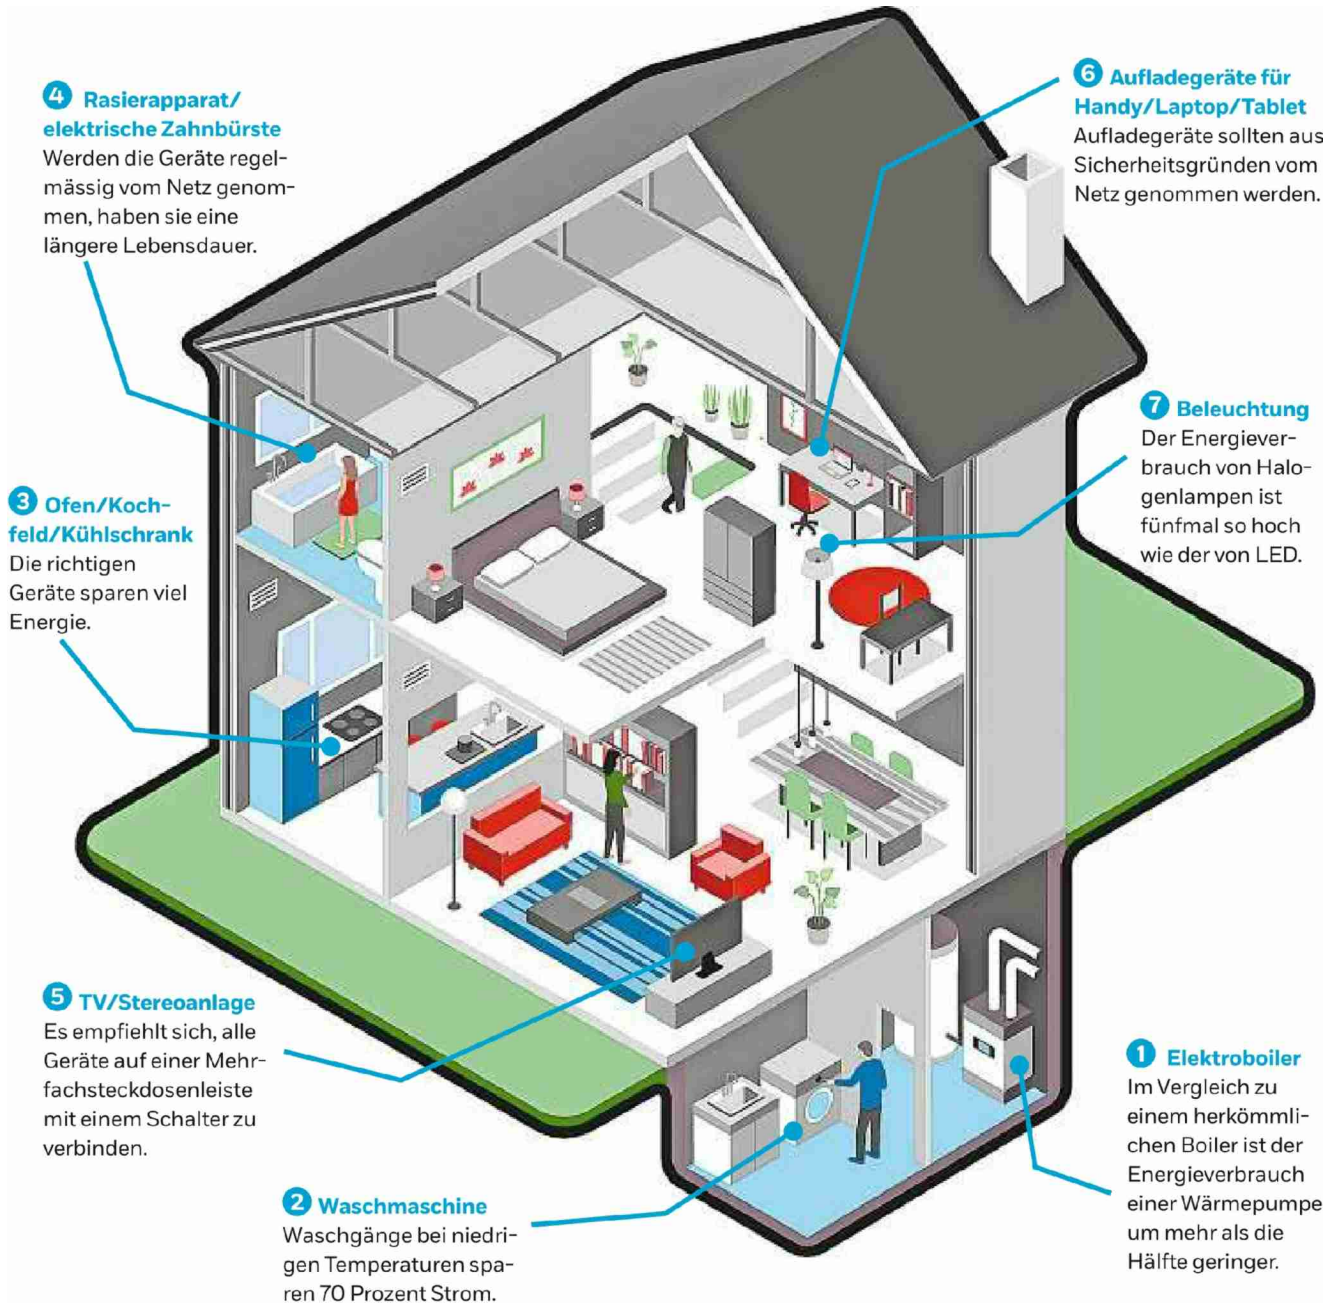 4 Rasierapparat/
elektrische Zahnbürste
Werden die Geräte regel-
mässig vom Netz genom-
men, haben sie eine
längere Lebensdauer.
6 Aufladegeräte für
Handy/Laptop/Tablet
Aufladegeräte sollten aus
Sicherheitsgründen vom
Netz genommen werden.
7 Beleuchtung
Der Energiever-
brauch von Halo-
genlampen ist
fünfmal so hoch
wie der von LED.
3 Ofen/Koch-
feld/Kühlschrank
Die richtigen
Geräte sparen viel
Energie.
5 TV/Stereoanlage
Es empfiehlt sich, alle
Geräte auf einer Mehr-
fachsteckdosenleiste
mit einem Schalter zu
verbinden.
1 Elektroboiler
Im Vergleich zu
einem herkömmli-
chen Boiler ist der
Energieverbrauch
einer Wärmepumpe
um mehr als die
Hälfte geringer.
2 Waschmaschine
Waschgänge bei niedri-
gen Temperaturen spa-
ren 70 Prozent Strom.